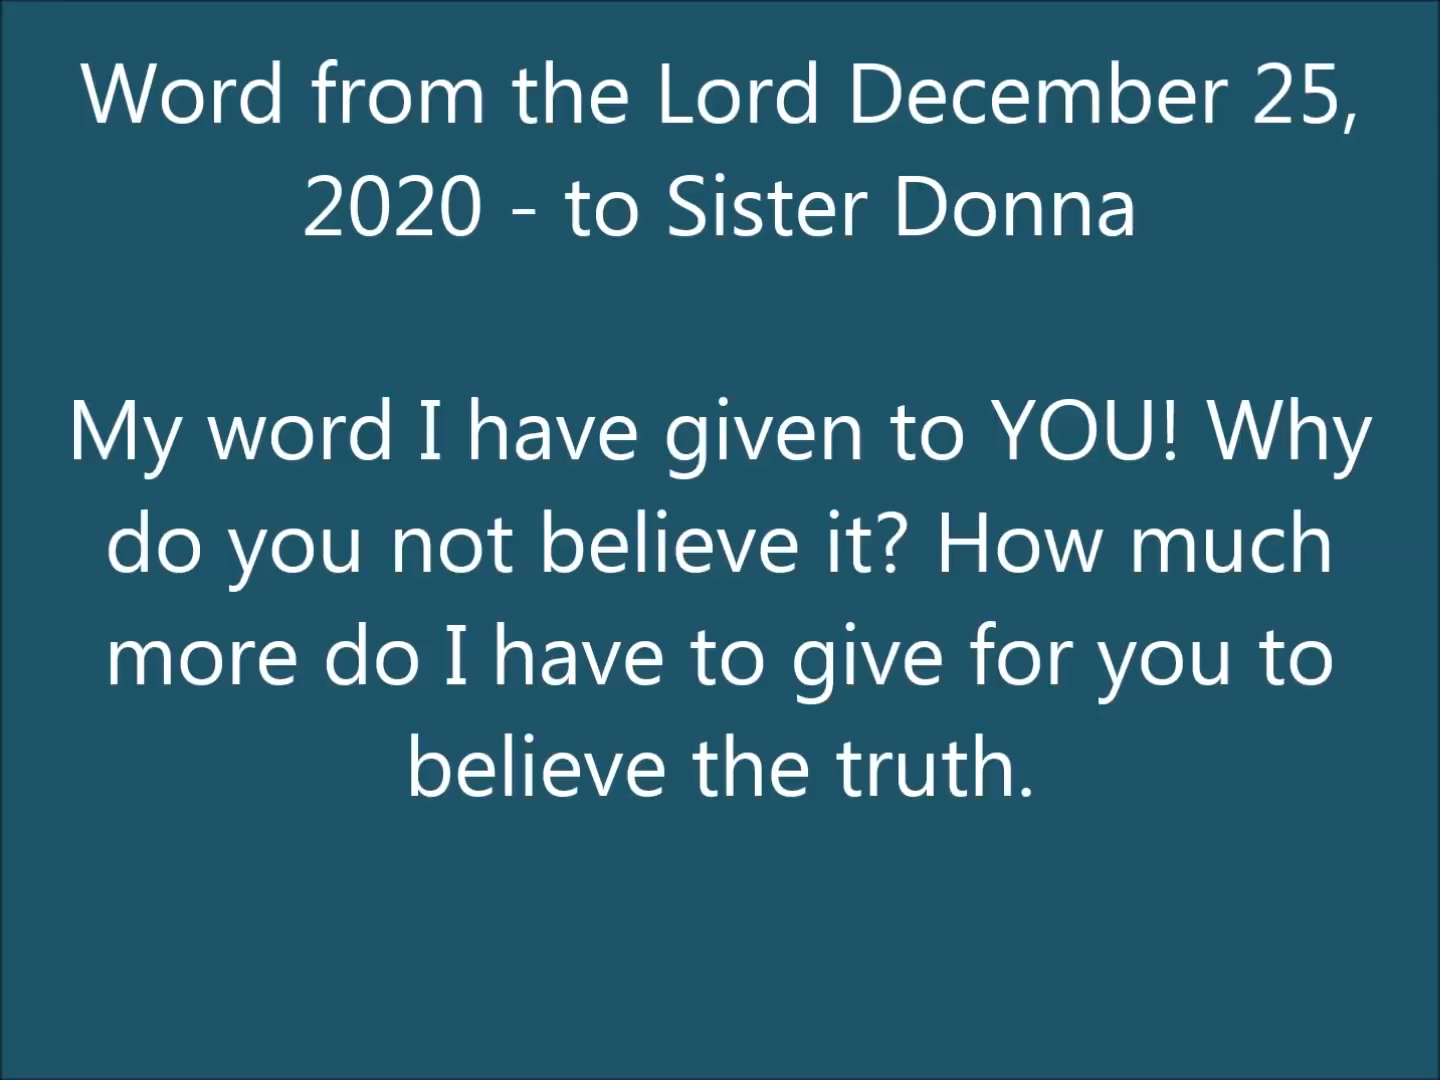 Word from the Lord December 25,
2020 - to Sister Donna
My word I have given to YOU! Why
do you not believe it? How much
more do I have to give for you to
believe the truth.